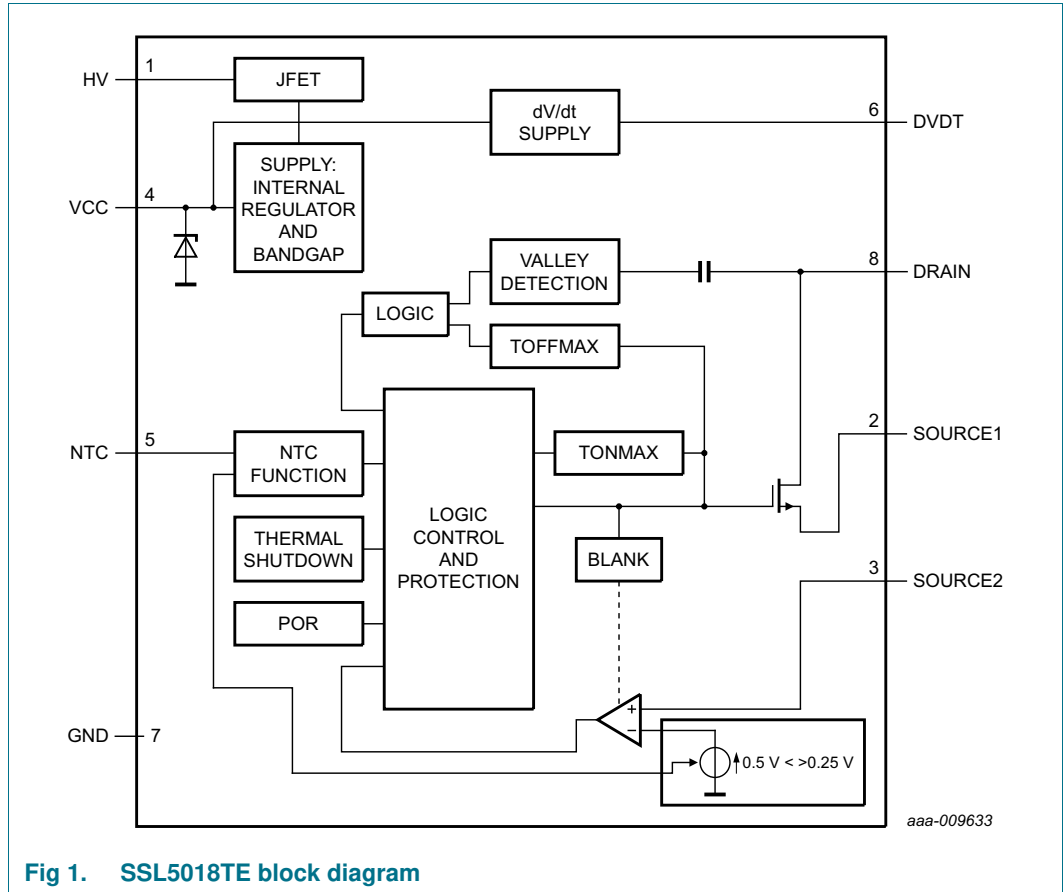 HV
1
JFET
dV/dt
SUPPLY
6
DVDT
SUPPLY:
INTERNAL
REGULATOR
AND
BANDGAP
VCC
4
VALLEY
DETECTION
8
DRAIN
LOGIC
TOFFMAX
NTC
5
NTC
FUNCTION
TONMAX
2
SOURCE1
LOGIC
CONTROL
AND
PROTECTION
THERMAL
SHUTDOWN
BLANK
3
SOURCE2
POR
GND
7
+
−
0.5 V < >0.25 V
aaa-009633
Fig 1. SSL5018TE block diagram